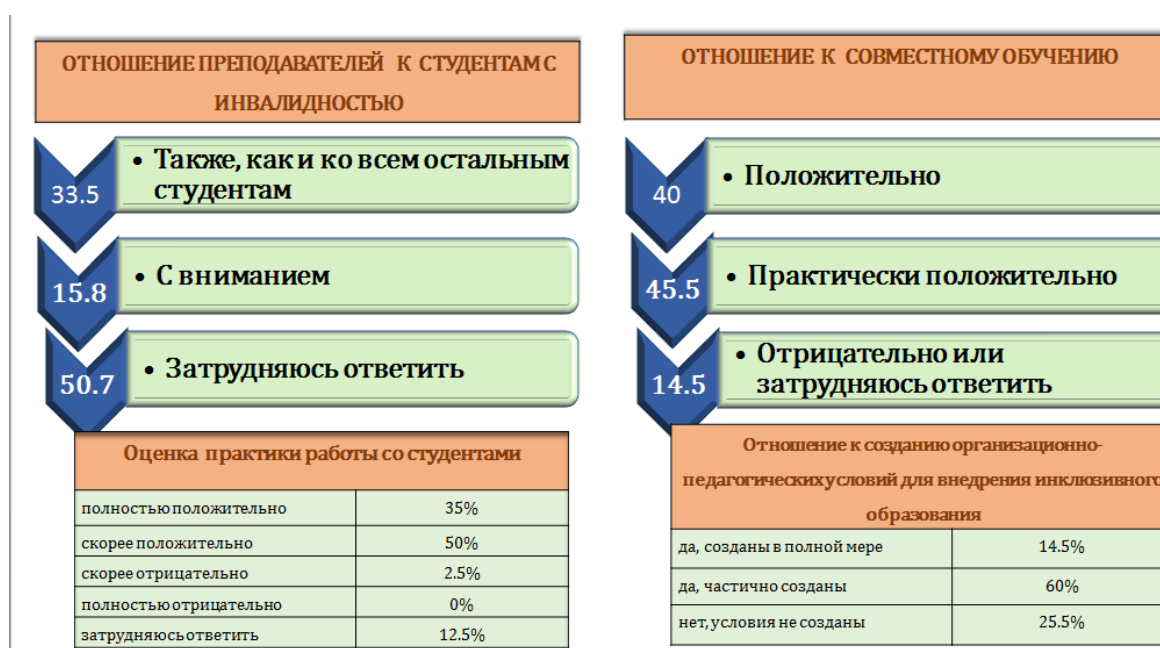 ОТНОШЕНИЕ ПРЕПОДАВАТЕЛЕЙ К СТУДЕНТАМ С
ИНВАЛИДНОСТЬЮ
33.5
• Также, как и ко всем остальным
студентам
15.8
• С вниманием
50.7
• Затрудняюсь ответить
Оценка практики работы со студентами
полностью положительно 35%
скорее положительно 50%
скорее отрицательно 2.5%
полностью отрицательно 0%
затрудняюсь ответить 12.5%
ОТНОШЕНИЕ К СОВМЕСТНОМУ ОБУЧЕНИЮ
40
• Положительно
45.5
• Практически положительно
14.5
• Отрицательно или
затрудняюсь ответить
Отношение к созданию организационно-
педагогических условий для внедрения инклюзивного
образования
да, созданы в полной мере 14.5%
да, частично созданы 60%
нет, условия не созданы 25.5%